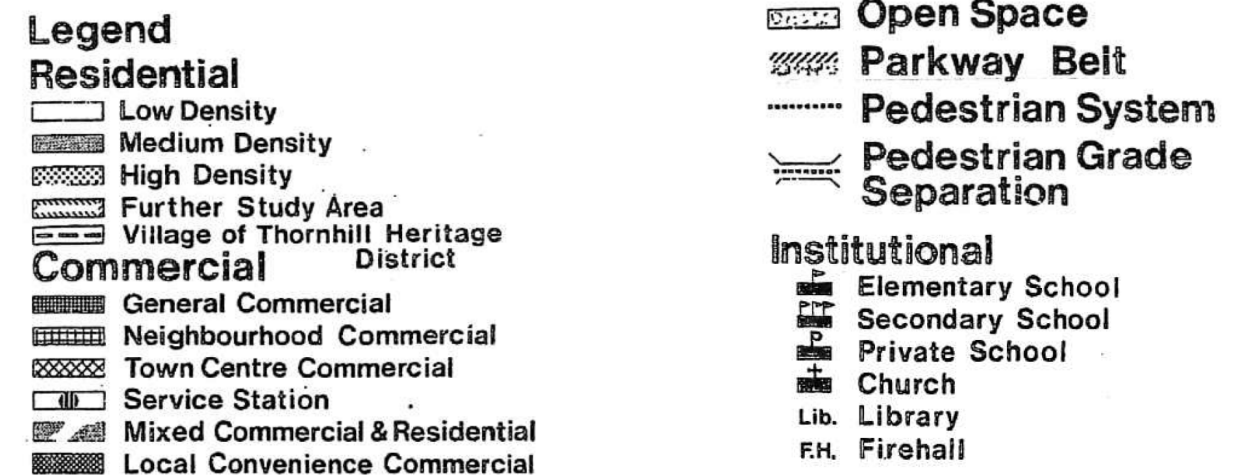 Legend
Residential
Low Density
Medium Density
High Density
Further Study Area
Village of Thornhill Heritage
District
Commercial
General Commercial
Neighbourhood Commercial
Town Centre Commercial
Service Station
Mixed Commercial & Residential
Local Convenience Commercial
Open Space
Parkway Belt
Pedestrian System
Pedestrian Grade
Separation
Institutional
Elementary School
Secondary School
P Private School
Church
Lib. Library
F.H. Firehall